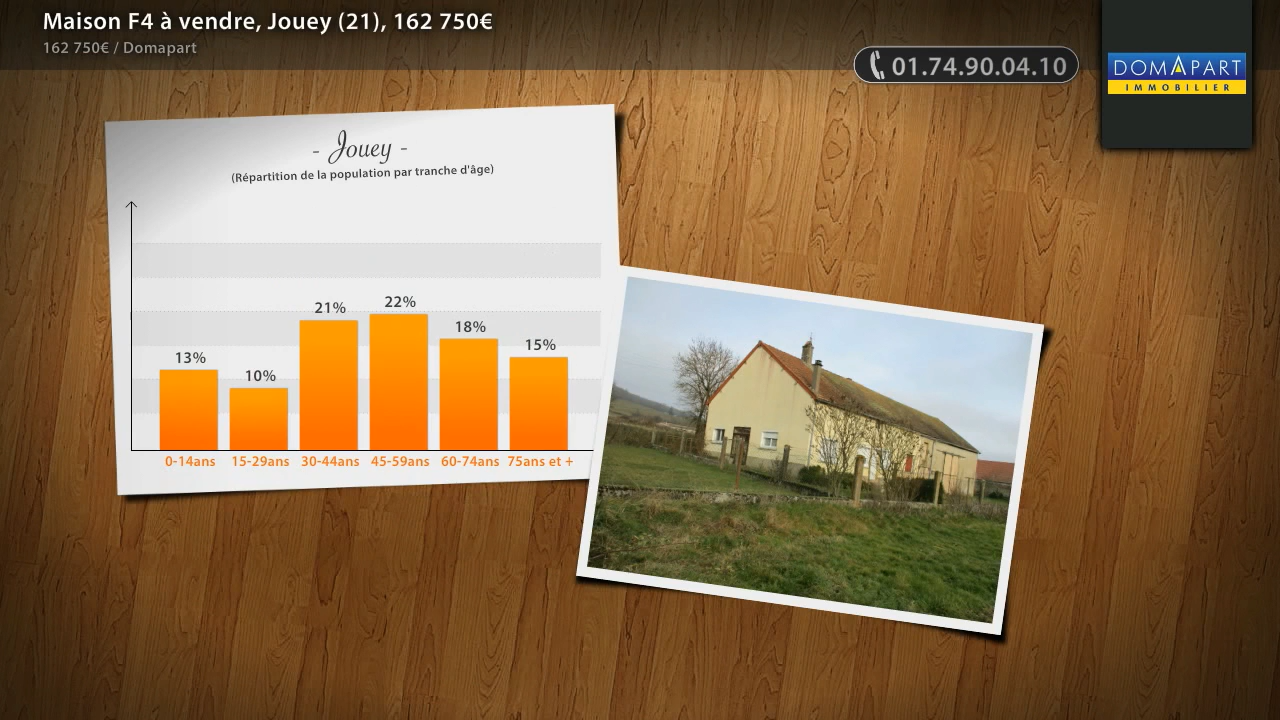 Maison F4 à vendre, Jouey (21), 162 750€
162 750€ / Domapart
01.74.90.04.10
DOMAPART
IMMOBILIER
- Jouey -
(Répartition de la population par tranche d'âge)
13%
10%
21%
22%
18%
15%
0-14ans 15-29ans 30-44ans 45-59ans 60-74ans 75ans et +